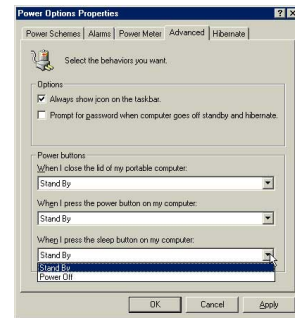 Power Options Properties
Power Schemes Alarms Power Meter Advanced Hibernate
Select the behaviors you want.
Options
Always show icon on the taskbar.
Prompt for password when computer goes off standby and hibernate.
Power buttons
When I close the lid of my portable computer:
Stand By
When I press the power button on my computer:
Stand By
When I press the sleep button on my computer:
Stand By
Stand By
Power Off
OK Cancel Apply